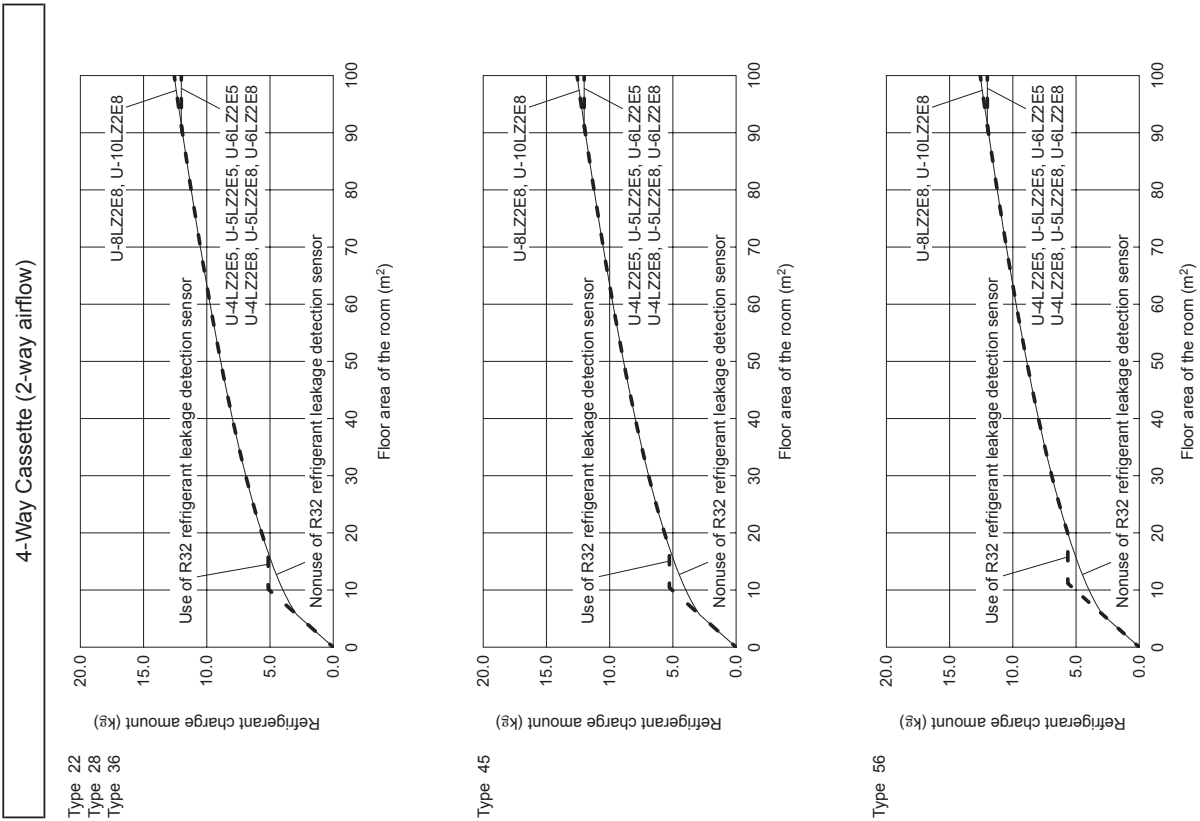 4-Way Cassette (2-way airflow)
Type 22
Type 28
Type 36
Refrigerant charge amount (kg)
20.0
15.0
10.0
5.0
0.0
U-8LZ2E8, U-10LZ2E8
Use of R32 refrigerant leakage detection sensor
U-4LZ2E5, U-5LZ2E5, U-6LZ2E5
U-4LZ2E8, U-5LZ2E8, U-6LZ2E8
Nonuse of R32 refrigerant leakage detection sensor
0 10 20 30 40 50 60 70 80 90 100
Floor area of the room (m²)
Type 45
Refrigerant charge amount (kg)
20.0
15.0
10.0
5.0
0.0
U-8LZ2E8, U-10LZ2E8
Use of R32 refrigerant leakage detection sensor
U-4LZ2E5, U-5LZ2E5, U-6LZ2E5
U-4LZ2E8, U-5LZ2E8, U-6LZ2E8
Nonuse of R32 refrigerant leakage detection sensor
0 10 20 30 40 50 60 70 80 90 100
Floor area of the room (m²)
Type 56
Refrigerant charge amount (kg)
20.0
15.0
10.0
5.0
0.0
U-8LZ2E8, U-10LZ2E8
Use of R32 refrigerant leakage detection sensor
U-4LZ2E5, U-5LZ2E5, U-6LZ2E5
U-4LZ2E8, U-5LZ2E8, U-6LZ2E8
Nonuse of R32 refrigerant leakage detection sensor
0 10 20 30 40 50 60 70 80 90 100
Floor area of the room (m²)